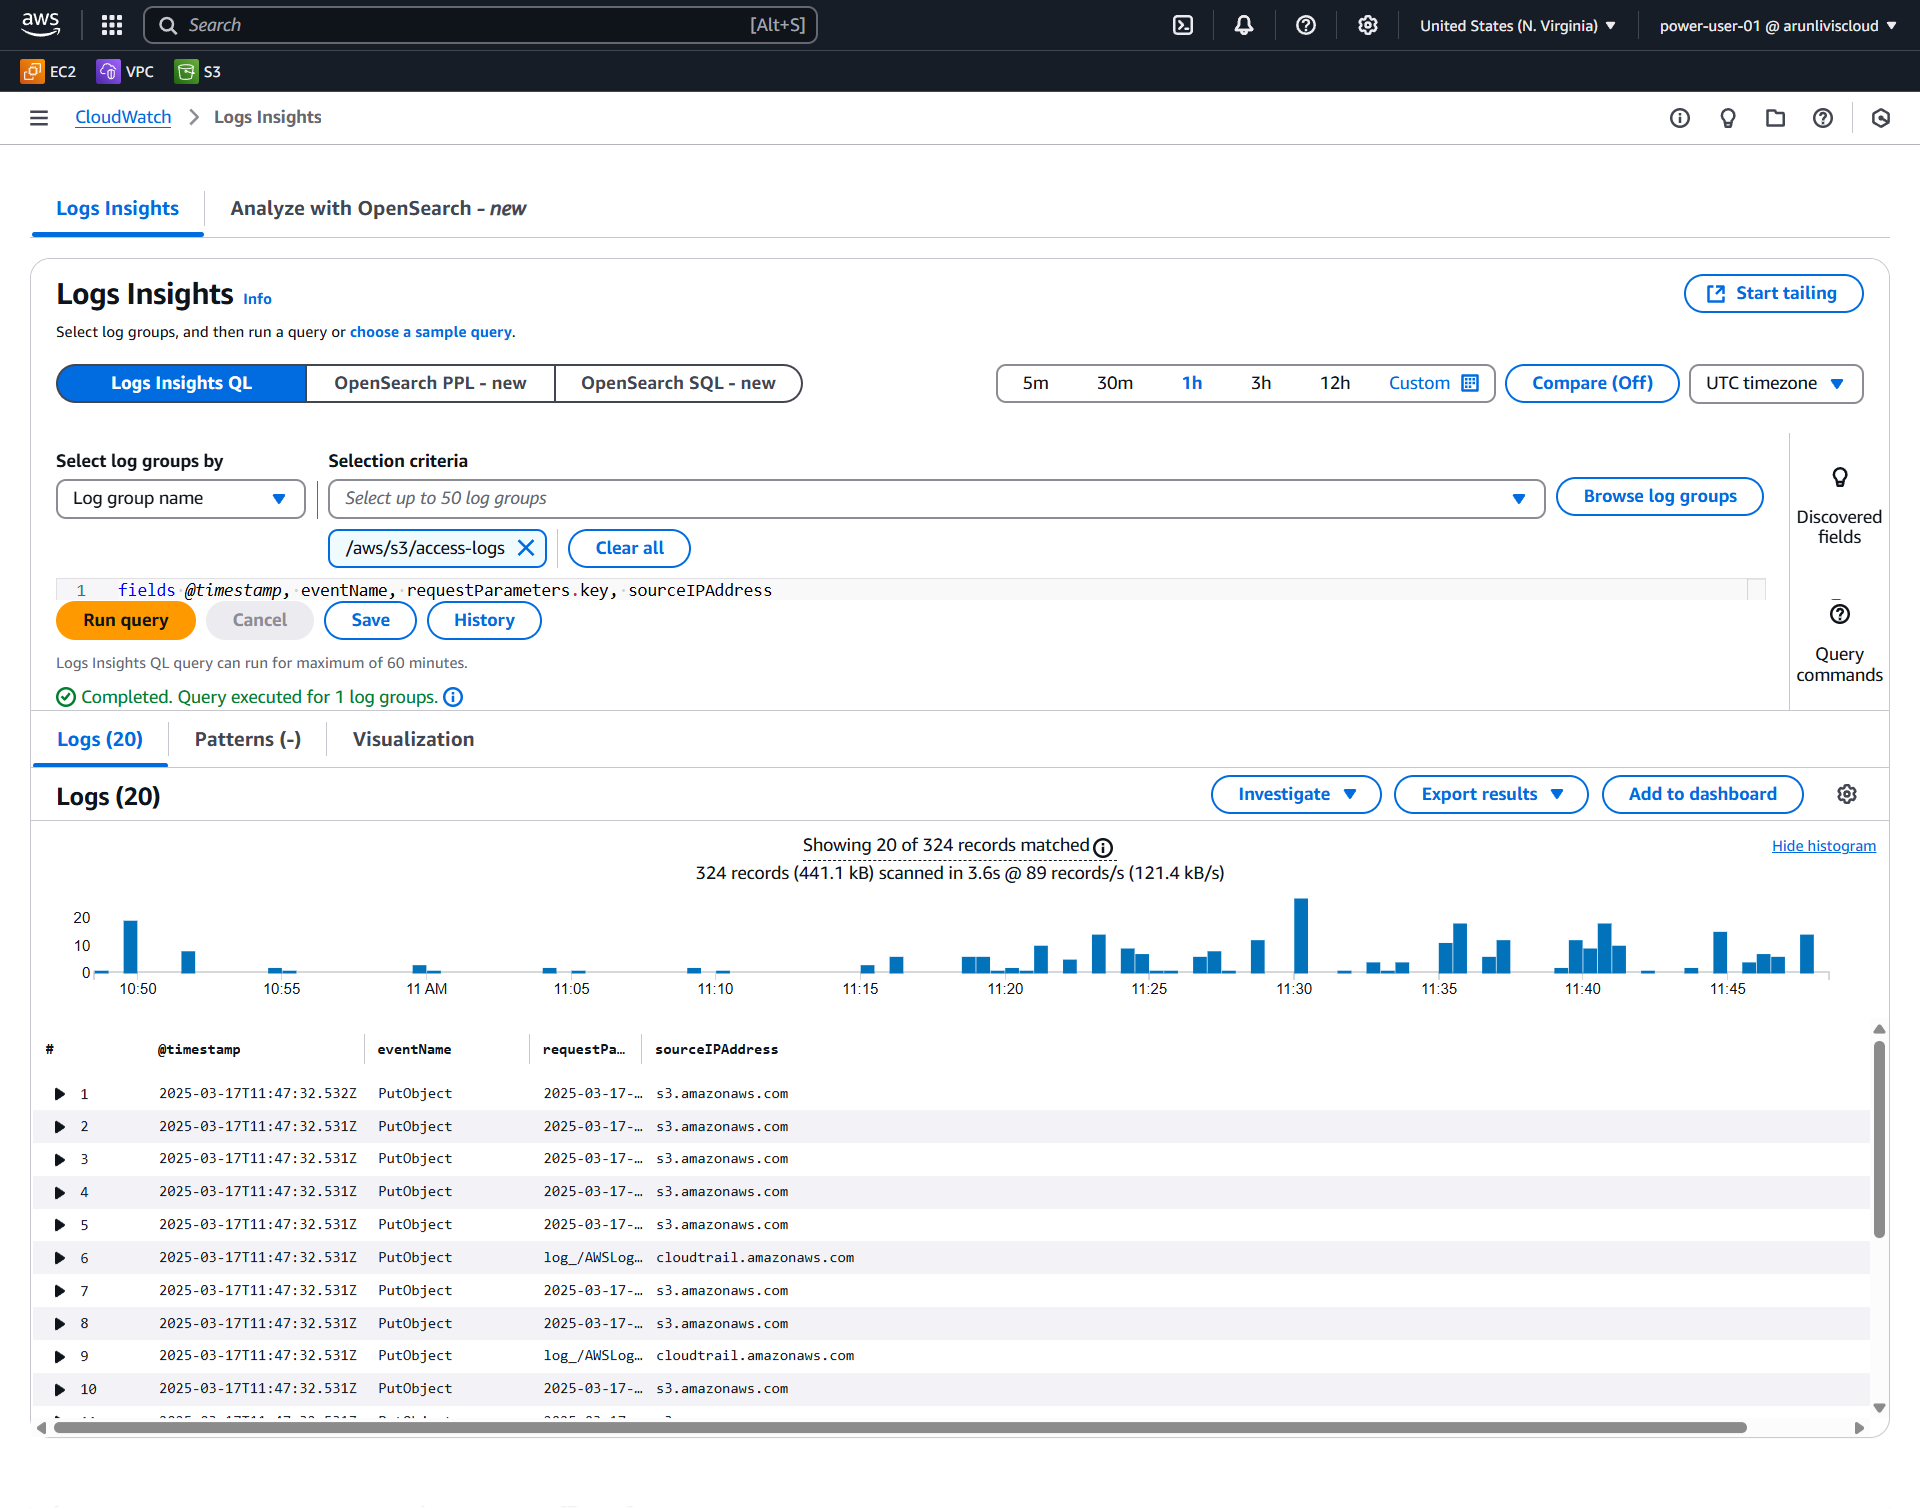 aws Search [Alt+S] United States (N. Virginia) power-user-01 @ arunliviscloud
EC2 VPC S3
CloudWatch Logs Insights
Logs Insights Analyze with OpenSearch - new
Logs Insights Info
Start tailing
Select log groups, and then run a query or choose a sample query.
Logs Insights QL OpenSearch PPL - new OpenSearch SQL - new 5m 30m 1h 3h 12h Custom Compare (Off) UTC timezone
Select log groups by Selection criteria
Log group name Select up to 50 log groups Browse log groups
Discovered fields
/aws/s3/access-logs Clear all
1 fields @timestamp, eventName, requestParameters.key, sourceIPAddress
Run query Cancel Save History
Query commands
Logs Insights QL query can run for maximum of 60 minutes.
Completed. Query executed for 1 log groups.
Logs (20) Patterns (-) Visualization
Logs (20) Investigate Export results Add to dashboard
Showing 20 of 324 records matched Hide histogram
324 records (441.1 kB) scanned in 3.6s @ 89 records/s (121.4 kB/s)
20
10
0
10:50 10:55 11 AM 11:05 11:10 11:15 11:20 11:25 11:30 11:35 11:40 11:45
# @timestamp eventName requestPa… sourceIPAddress
1 2025-03-17T11:47:32.532Z PutObject 2025-03-17-… s3.amazonaws.com
2 2025-03-17T11:47:32.531Z PutObject 2025-03-17-… s3.amazonaws.com
3 2025-03-17T11:47:32.531Z PutObject 2025-03-17-… s3.amazonaws.com
4 2025-03-17T11:47:32.531Z PutObject 2025-03-17-… s3.amazonaws.com
5 2025-03-17T11:47:32.531Z PutObject 2025-03-17-… s3.amazonaws.com
6 2025-03-17T11:47:32.531Z PutObject log_/AWSLog… cloudtrail.amazonaws.com
7 2025-03-17T11:47:32.531Z PutObject 2025-03-17-… s3.amazonaws.com
8 2025-03-17T11:47:32.531Z PutObject 2025-03-17-… s3.amazonaws.com
9 2025-03-17T11:47:32.531Z PutObject log_/AWSLog… cloudtrail.amazonaws.com
10 2025-03-17T11:47:32.531Z PutObject 2025-03-17-… s3.amazonaws.com